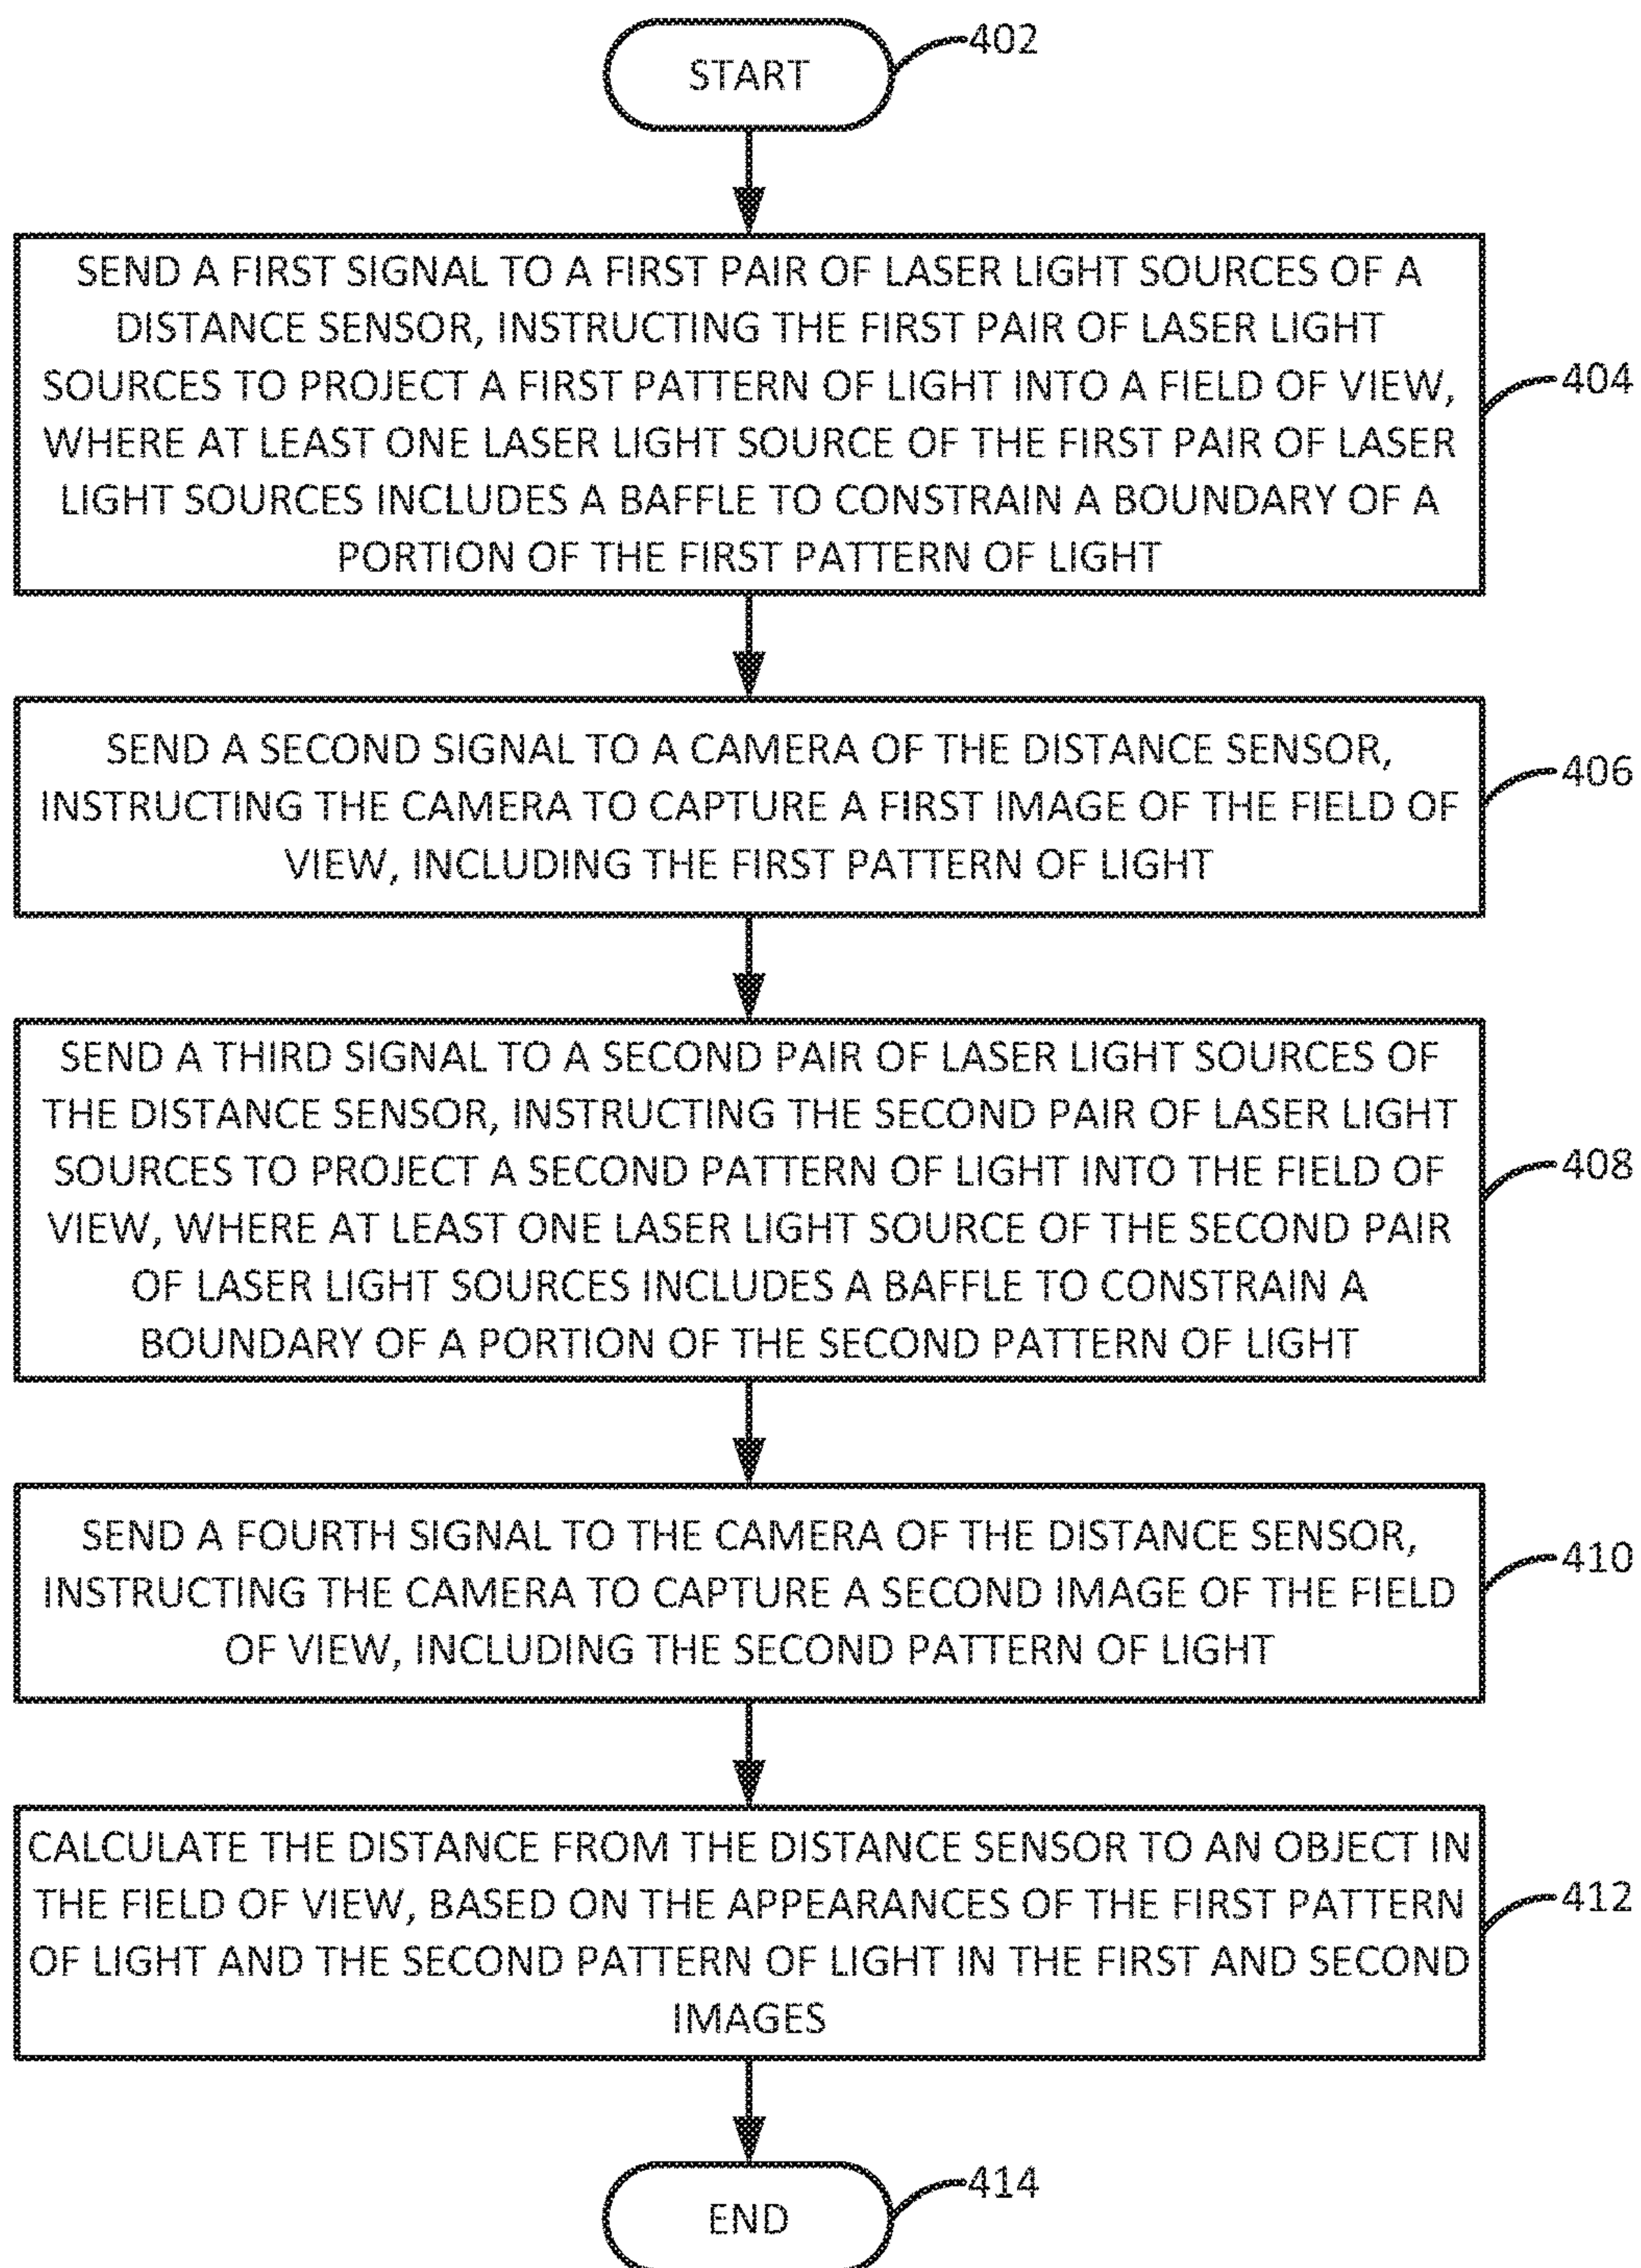 START
402
SEND A FIRST SIGNAL TO A FIRST PAIR OF LASER LIGHT SOURCES OF A
DISTANCE SENSOR, INSTRUCTING THE FIRST PAIR OF LASER LIGHT
SOURCES TO PROJECT A FIRST PATTERN OF LIGHT INTO A FIELD OF VIEW,
WHERE AT LEAST ONE LASER LIGHT SOURCE OF THE FIRST PAIR OF LASER
LIGHT SOURCES INCLUDES A BAFFLE TO CONSTRAIN A BOUNDARY OF A
PORTION OF THE FIRST PATTERN OF LIGHT
404
SEND A SECOND SIGNAL TO A CAMERA OF THE DISTANCE SENSOR,
INSTRUCTING THE CAMERA TO CAPTURE A FIRST IMAGE OF THE FIELD OF
VIEW, INCLUDING THE FIRST PATTERN OF LIGHT
406
SEND A THIRD SIGNAL TO A SECOND PAIR OF LASER LIGHT SOURCES OF
THE DISTANCE SENSOR, INSTRUCTING THE SECOND PAIR OF LASER LIGHT
SOURCES TO PROJECT A SECOND PATTERN OF LIGHT INTO THE FIELD OF
VIEW, WHERE AT LEAST ONE LASER LIGHT SOURCE OF THE SECOND PAIR
OF LASER LIGHT SOURCES INCLUDES A BAFFLE TO CONSTRAIN A
BOUNDARY OF A PORTION OF THE SECOND PATTERN OF LIGHT
408
SEND A FOURTH SIGNAL TO THE CAMERA OF THE DISTANCE SENSOR,
INSTRUCTING THE CAMERA TO CAPTURE A SECOND IMAGE OF THE FIELD
OF VIEW, INCLUDING THE SECOND PATTERN OF LIGHT
410
CALCULATE THE DISTANCE FROM THE DISTANCE SENSOR TO AN OBJECT IN
THE FIELD OF VIEW, BASED ON THE APPEARANCES OF THE FIRST PATTERN
OF LIGHT AND THE SECOND PATTERN OF LIGHT IN THE FIRST AND SECOND
IMAGES
412
END
414